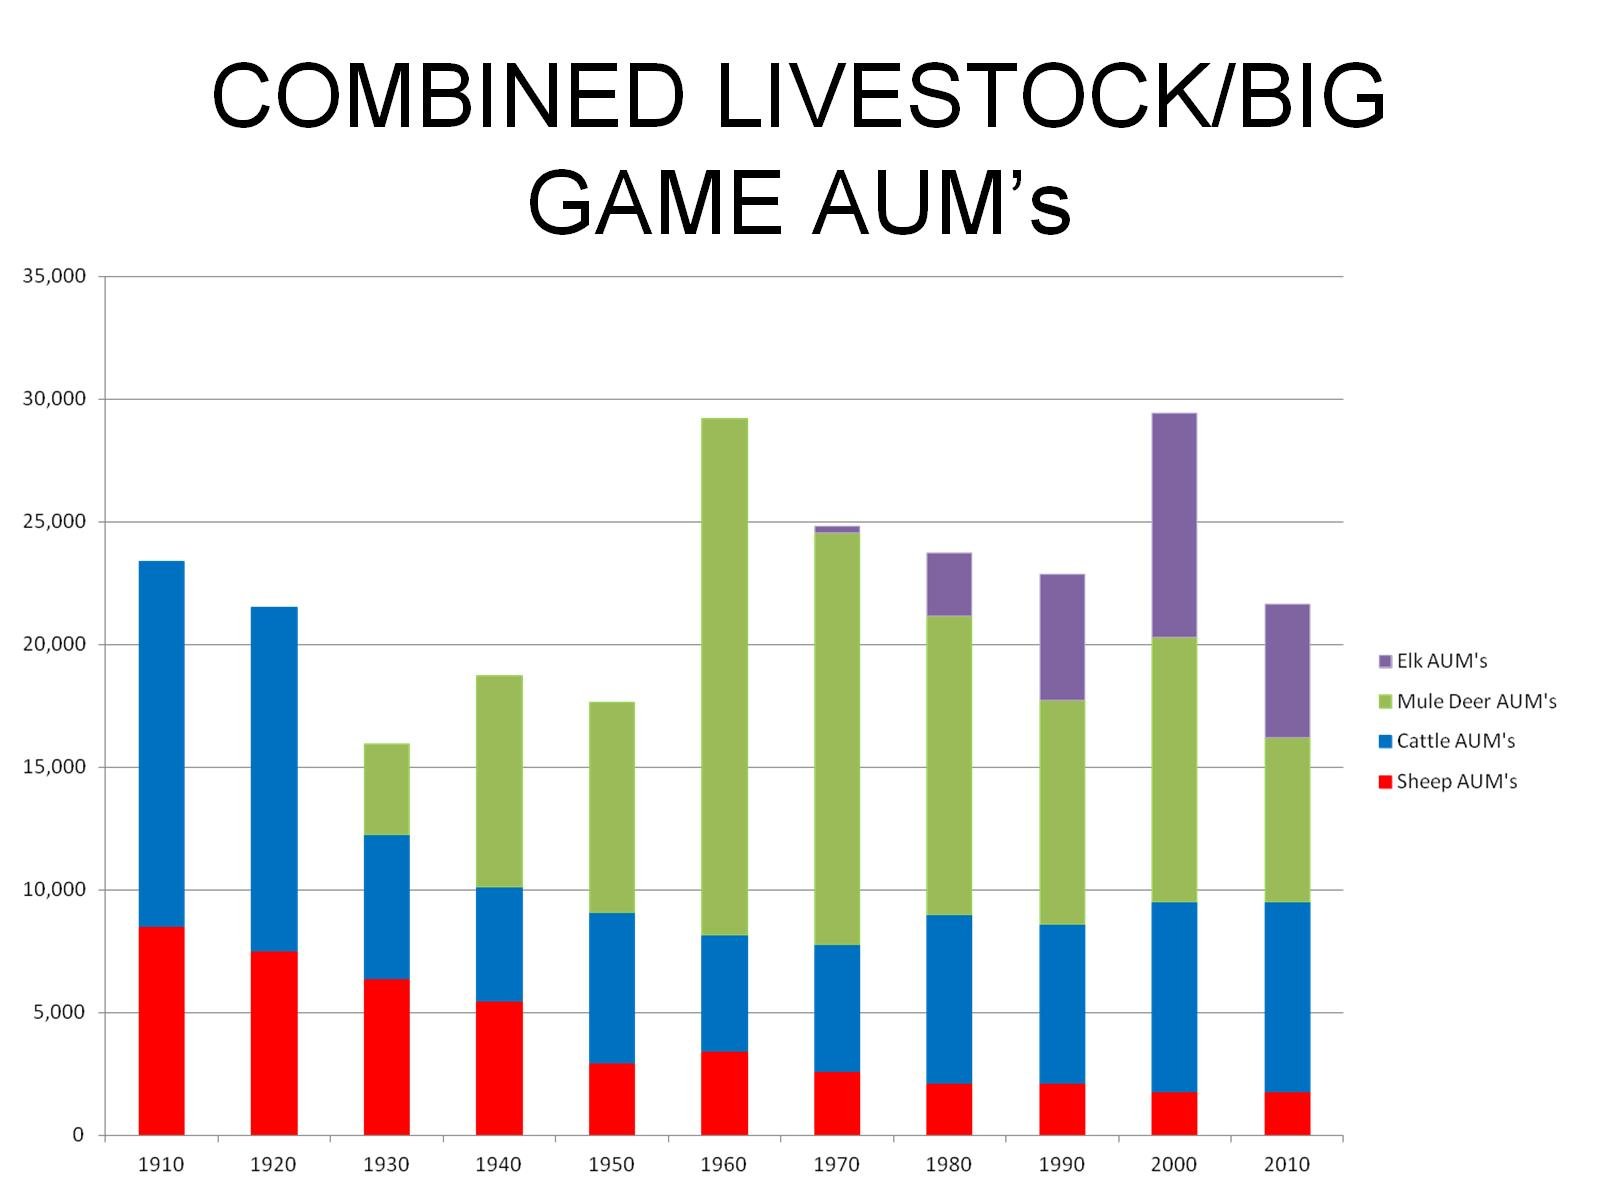 COMBINED LIVESTOCK/BIG
GAME AUM’s
35,000
30,000
25,000
20,000
15,000
10,000
5,000
0
1910 1920 1930 1940 1950 1960 1970 1980 1990 2000 2010
Elk AUM's
Mule Deer AUM's
Cattle AUM's
Sheep AUM's